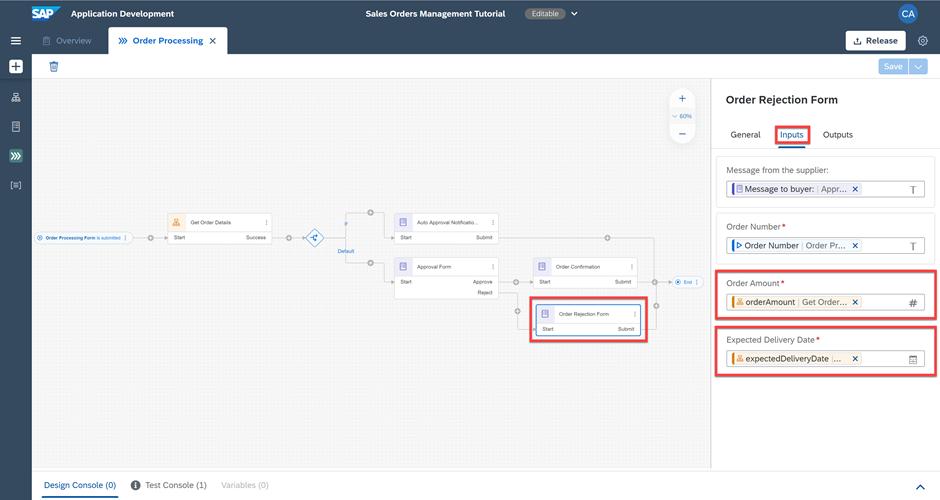 SAP Application Development
Sales Orders Management Tutorial Editable
CA
Overview
Order Processing
Release
Save
60%
Order Processing Form is submitted
Get Order Details
Start Success
if
Default
Auto Approval Notificatio...
Start Submit
Approval Form
Start Approve
Reject
Order Confirmation
Start Submit
Order Rejection Form
Start Submit
End
Order Rejection Form
General Inputs Outputs
Message from the supplier:
Message to buyer: | Appr...
Order Number*
Order Number | Order Pr...
Order Amount*
orderAmount | Get Order...
Expected Delivery Date*
expectedDeliveryDate |...
Design Console (0) Test Console (1) Variables (0)